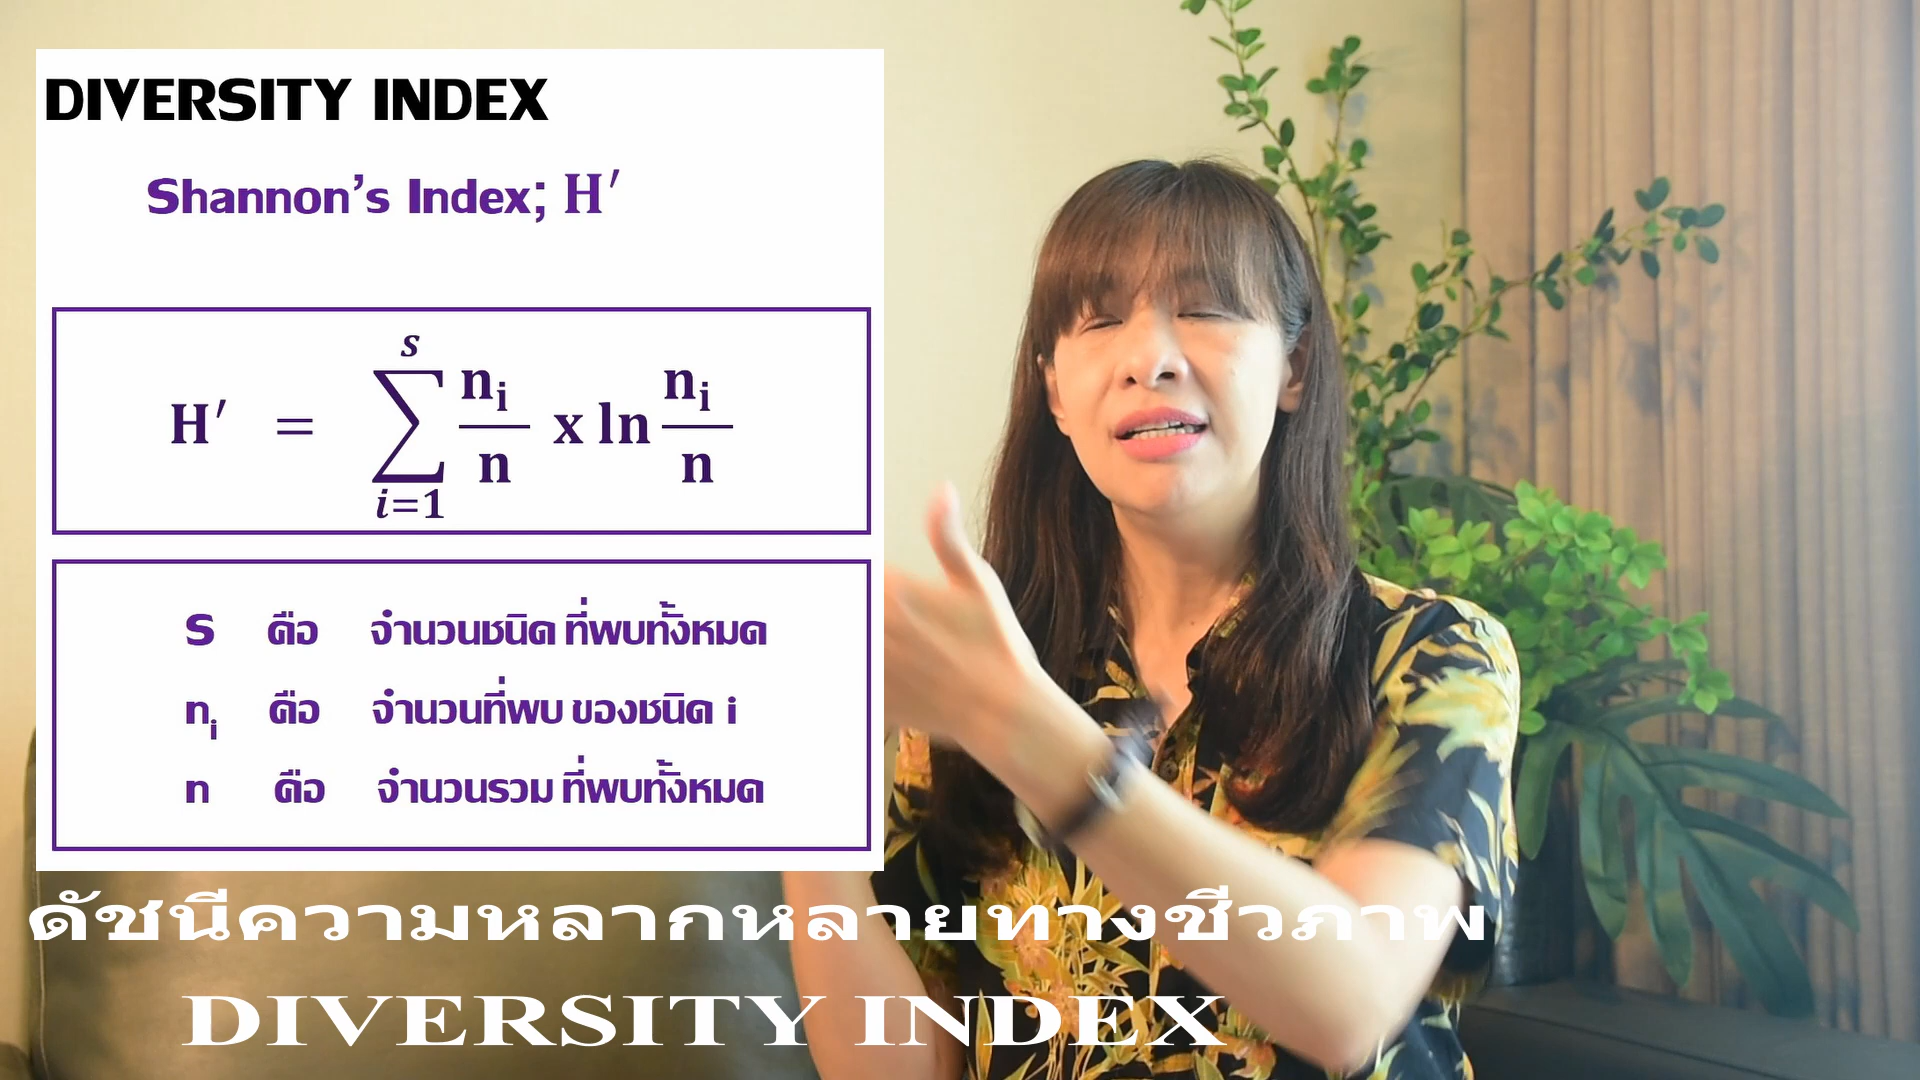 DIVERSITY INDEX
Shannon's Index; H′
s
H′ = ∑ nᵢ/n x ln nᵢ/n
i=1
S คือ จำนวนชนิด ที่พบทั้งหมด
nᵢ คือ จำนวนที่พบ ของชนิด i
n คือ จำนวนรวม ที่พบทั้งหมด
ดัชนีความหลากหลายทางชีวภาพ
DIVERSITY INDEX